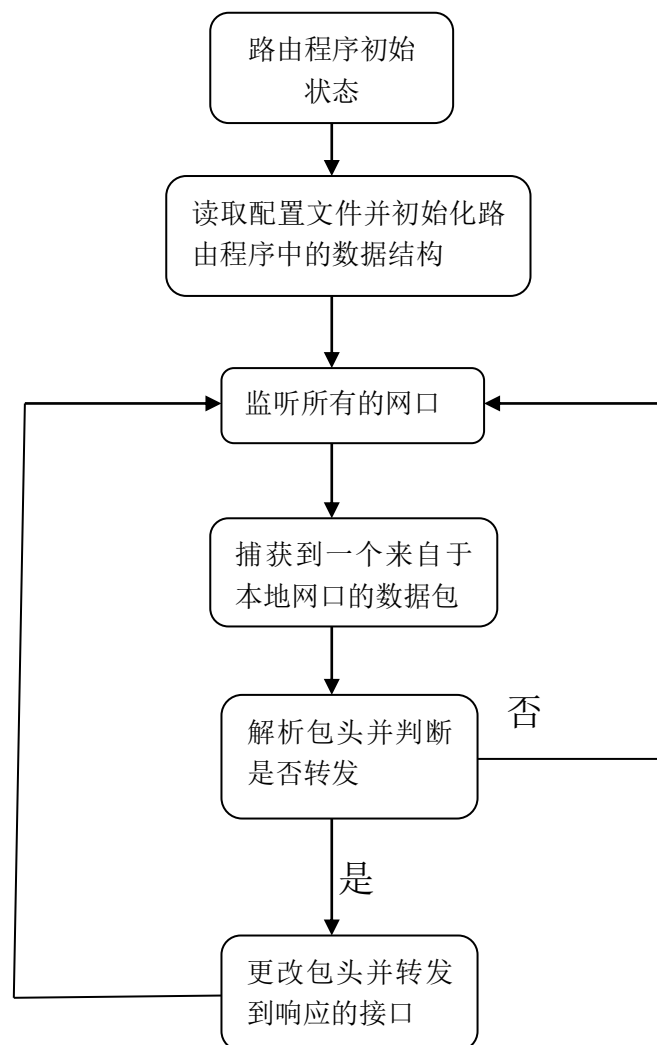 路由程序初始
状态
读取配置文件并初始化路
由程序中的数据结构
监听所有的网口
捕获到一个来自于
本地网口的数据包
解析包头并判断
是否转发
否
是
更改包头并转发
到响应的接口